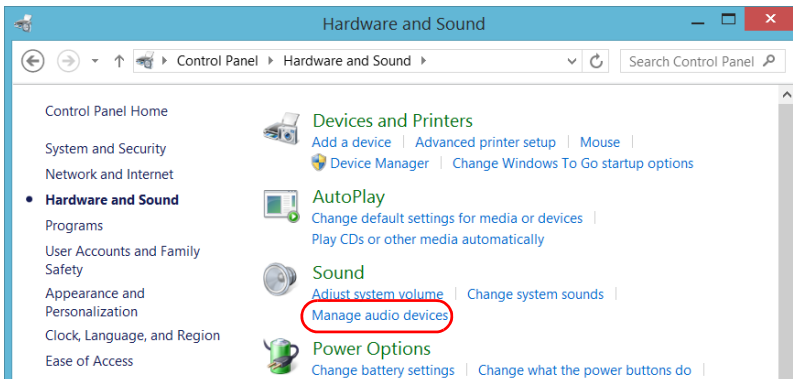 Hardware and Sound
Control Panel Hardware and Sound
Search Control Panel
Control Panel Home
System and Security
Network and Internet
Hardware and Sound
Programs
User Accounts and Family
Safety
Appearance and
Personalization
Clock, Language, and Region
Ease of Access
Devices and Printers
Add a device Advanced printer setup Mouse
Device Manager Change Windows To Go startup options
AutoPlay
Change default settings for media or devices
Play CDs or other media automatically
Sound
Adjust system volume Change system sounds
Manage audio devices
Power Options
Change battery settings Change what the power buttons do